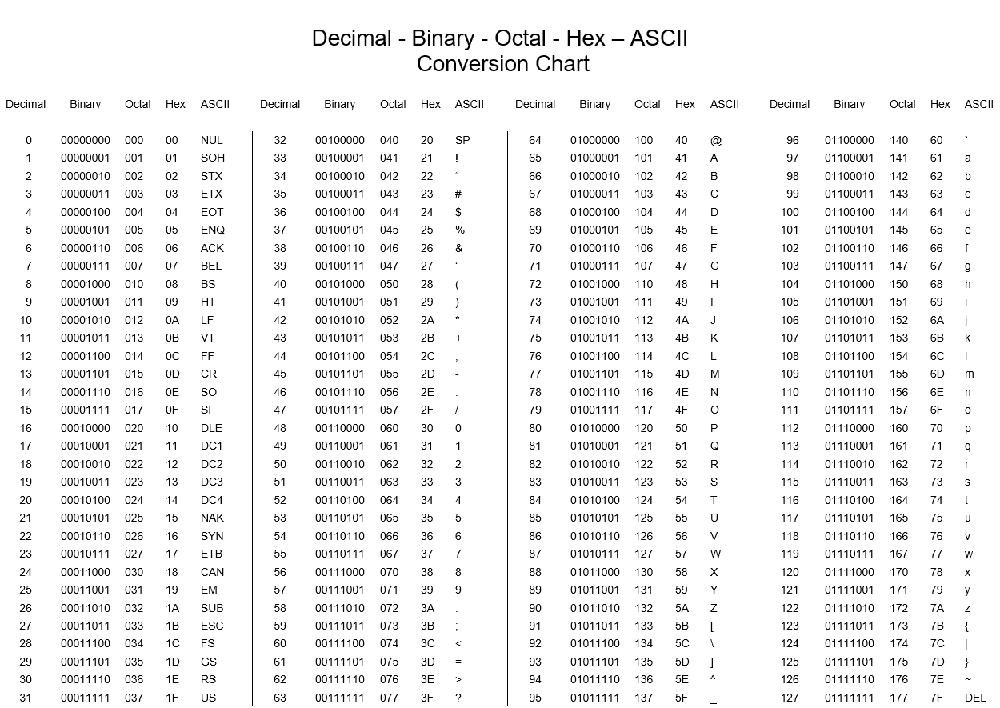 Decimal - Binary - Octal - Hex – ASCII
Conversion Chart
Decimal Binary Octal Hex ASCII Decimal Binary Octal Hex ASCII Decimal Binary Octal Hex ASCII Decimal Binary Octal Hex ASCII
0 00000000 000 00 NUL 32 00100000 040 20 SP 64 01000000 100 40 @ 96 01100000 140 60 `
1 00000001 001 01 SOH 33 00100001 041 21 ! 65 01000001 101 41 A 97 01100001 141 61 a
2 00000010 002 02 STX 34 00100010 042 22 “ 66 01000010 102 42 B 98 01100010 142 62 b
3 00000011 003 03 ETX 35 00100011 043 23 # 67 01000011 103 43 C 99 01100011 143 63 c
4 00000100 004 04 EOT 36 00100100 044 24 $ 68 01000100 104 44 D 100 01100100 144 64 d
5 00000101 005 05 ENQ 37 00100101 045 25 % 69 01000101 105 45 E 101 01100101 145 65 e
6 00000110 006 06 ACK 38 00100110 046 26 & 70 01000110 106 46 F 102 01100110 146 66 f
7 00000111 007 07 BEL 39 00100111 047 27 ‘ 71 01000111 107 47 G 103 01100111 147 67 g
8 00001000 010 08 BS 40 00101000 050 28 ( 72 01001000 110 48 H 104 01101000 150 68 h
9 00001001 011 09 HT 41 00101001 051 29 ) 73 01001001 111 49 I 105 01101001 151 69 i
10 00001010 012 0A LF 42 00101010 052 2A * 74 01001010 112 4A J 106 01101010 152 6A j
11 00001011 013 0B VT 43 00101011 053 2B + 75 01001011 113 4B K 107 01101011 153 6B k
12 00001100 014 0C FF 44 00101100 054 2C , 76 01001100 114 4C L 108 01101100 154 6C l
13 00001101 015 0D CR 45 00101101 055 2D - 77 01001101 115 4D M 109 01101101 155 6D m
14 00001110 016 0E SO 46 00101110 056 2E . 78 01001110 116 4E N 110 01101110 156 6E n
15 00001111 017 0F SI 47 00101111 057 2F / 79 01001111 117 4F O 111 01101111 157 6F o
16 00010000 020 10 DLE 48 00110000 060 30 0 80 01010000 120 50 P 112 01110000 160 70 p
17 00010001 021 11 DC1 49 00110001 061 31 1 81 01010001 121 51 Q 113 01110001 161 71 q
18 00010010 022 12 DC2 50 00110010 062 32 2 82 01010010 122 52 R 114 01110010 162 72 r
19 00010011 023 13 DC3 51 00110011 063 33 3 83 01010011 123 53 S 115 01110011 163 73 s
20 00010100 024 14 DC4 52 00110100 064 34 4 84 01010100 124 54 T 116 01110100 164 74 t
21 00010101 025 15 NAK 53 00110101 065 35 5 85 01010101 125 55 U 117 01110101 165 75 u
22 00010110 026 16 SYN 54 00110110 066 36 6 86 01010110 126 56 V 118 01110110 166 76 v
23 00010111 027 17 ETB 55 00110111 067 37 7 87 01010111 127 57 W 119 01110111 167 77 w
24 00011000 030 18 CAN 56 00111000 070 38 8 88 01011000 130 58 X 120 01111000 170 78 x
25 00011001 031 19 EM 57 00111001 071 39 9 89 01011001 131 59 Y 121 01111001 171 79 y
26 00011010 032 1A SUB 58 00111010 072 3A : 90 01011010 132 5A Z 122 01111010 172 7A z
27 00011011 033 1B ESC 59 00111011 073 3B ; 91 01011011 133 5B [ 123 01111011 173 7B {
28 00011100 034 1C FS 60 00111100 074 3C < 92 01011100 134 5C \ 124 01111100 174 7C |
29 00011101 035 1D GS 61 00111101 075 3D = 93 01011101 135 5D ] 125 01111101 175 7D }
30 00011110 036 1E RS 62 00111110 076 3E > 94 01011110 136 5E ^ 126 01111110 176 7E ~
31 00011111 037 1F US 63 00111111 077 3F ? 95 01011111 137 5F _ 127 01111111 177 7F DEL